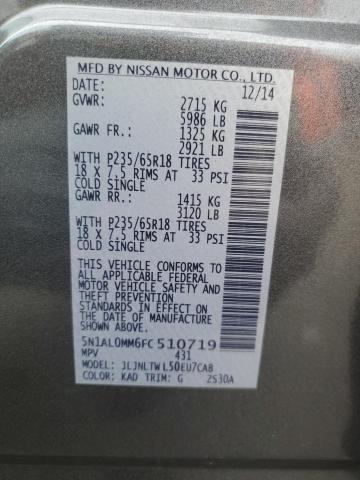 MFD BY NISSAN MOTOR CO., LTD.
DATE: 12/14
GVWR: 2715 KG
5986 LB
GAWR FR.: 1325 KG
2921 LB
WITH P235/65R18 TIRES
18 X 7.5 RIMS AT 33 PSI
COLD SINGLE
GAWR RR.: 1415 KG
3120 LB
WITH P235/65R18 TIRES
18 X 7.5 RIMS AT 33 PSI
COLD SINGLE
THIS VEHICLE CONFORMS TO
ALL APPLICABLE FEDERAL
MOTOR VEHICLE SAFETY AND
THEFT PREVENTION STANDARDS
IN EFFECT ON THE DATE OF
MANUFACTURE SHOWN ABOVE.
5N1AL0MM6FC510719
MPV 431
MODEL: JLJNLTWL50EU7CAB
COLOR: KAD TRIM: G 2S30A